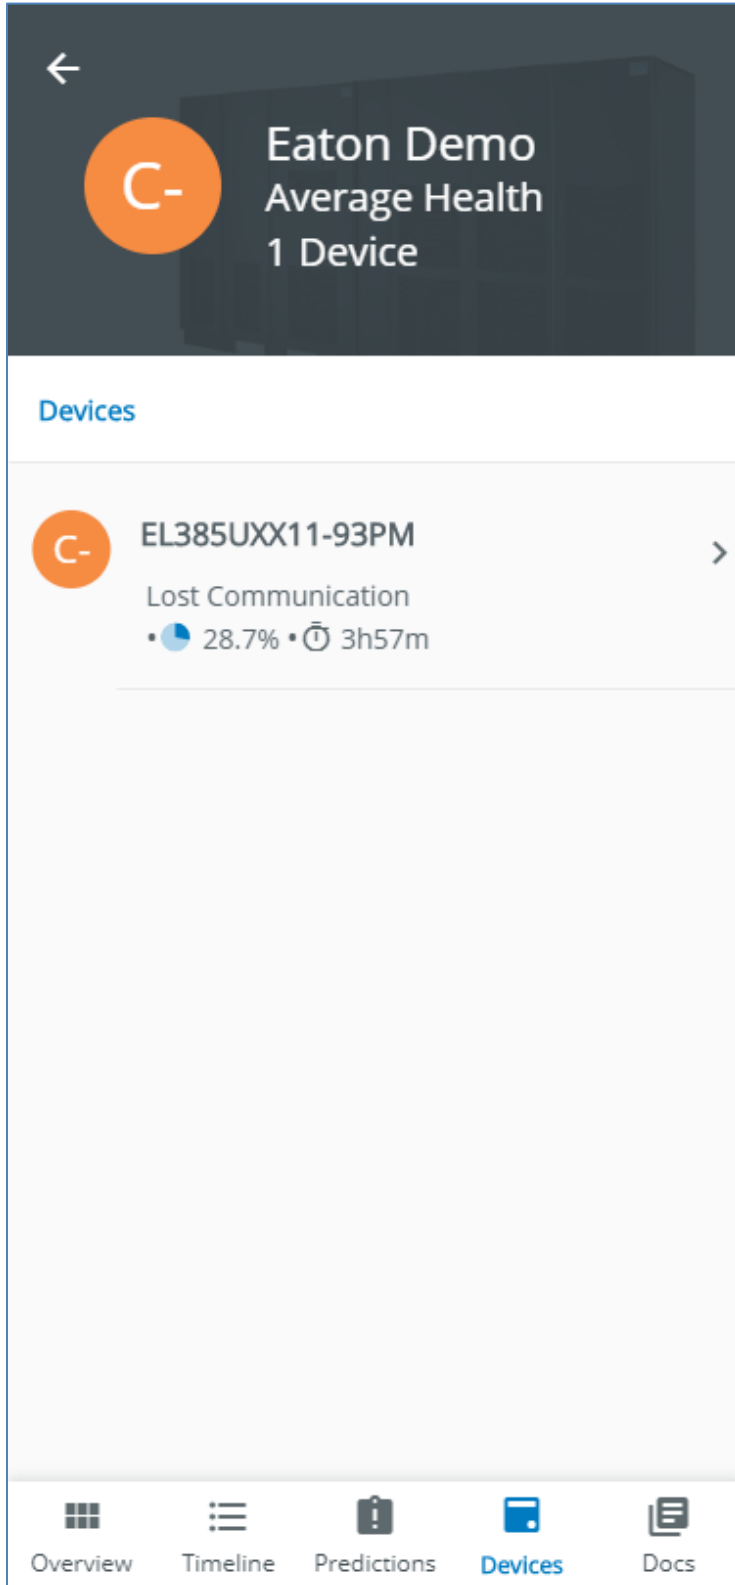 C-
Eaton Demo
Average Health
1 Device
Devices
C-
EL385UXX11-93PM
Lost Communication
• 28.7% • 3h57m
Overview Timeline Predictions Devices Docs